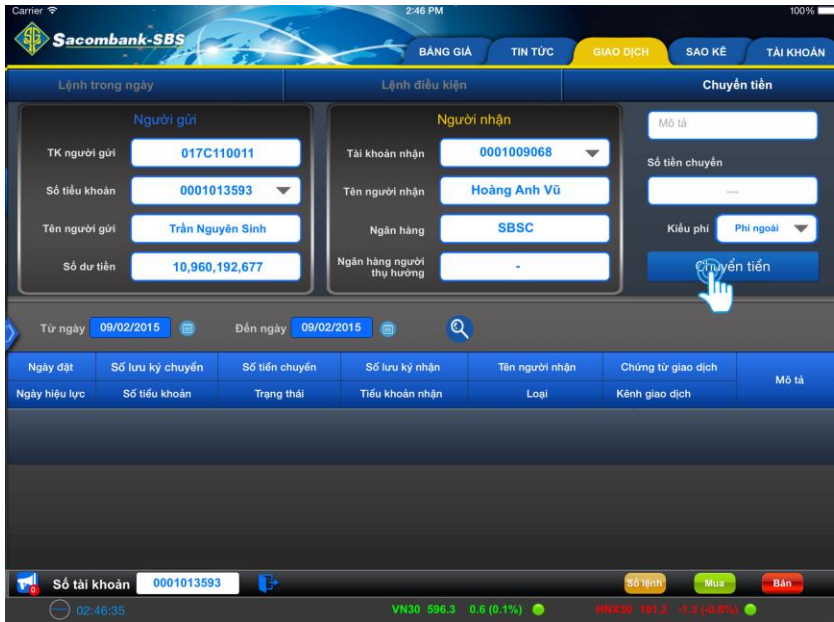 Carrier 2:46 PM 100%
Sacombank-SBS
BẢNG GIÁ TIN TỨC GIAO DỊCH SAO KÊ TÀI KHOẢN
Lệnh trong ngày Lệnh điều kiện Chuyển tiền
Người gửi Người nhận Mô tả
TK người gửi 017C110011 Tài khoản nhận 0001009068 Số tiền chuyển
Số tiểu khoản 0001013593 Tên người nhận Hoàng Anh Vũ ---
Tên người gửi Trần Nguyên Sinh Ngân hàng SBSC Kiểu phí Phí ngoài
Số dư tiền 10,960,192,677 Ngân hàng người thụ hưởng - Chuyển tiền
Từ ngày 09/02/2015 Đến ngày 09/02/2015
Ngày đặt Số lưu ký chuyển Số tiền chuyển Số lưu ký nhận Tên người nhận Chứng từ giao dịch Mô tả
Ngày hiệu lực Số tiểu khoản Trạng thái Tiểu khoản nhận Loại Kênh giao dịch
0 Số tài khoản 0001013593 Sổ lệnh Mua Bán
02:46:35 VN30 596.3 0.6 (0.1%) HNX30 161.2 -1.3 (-0.8%)